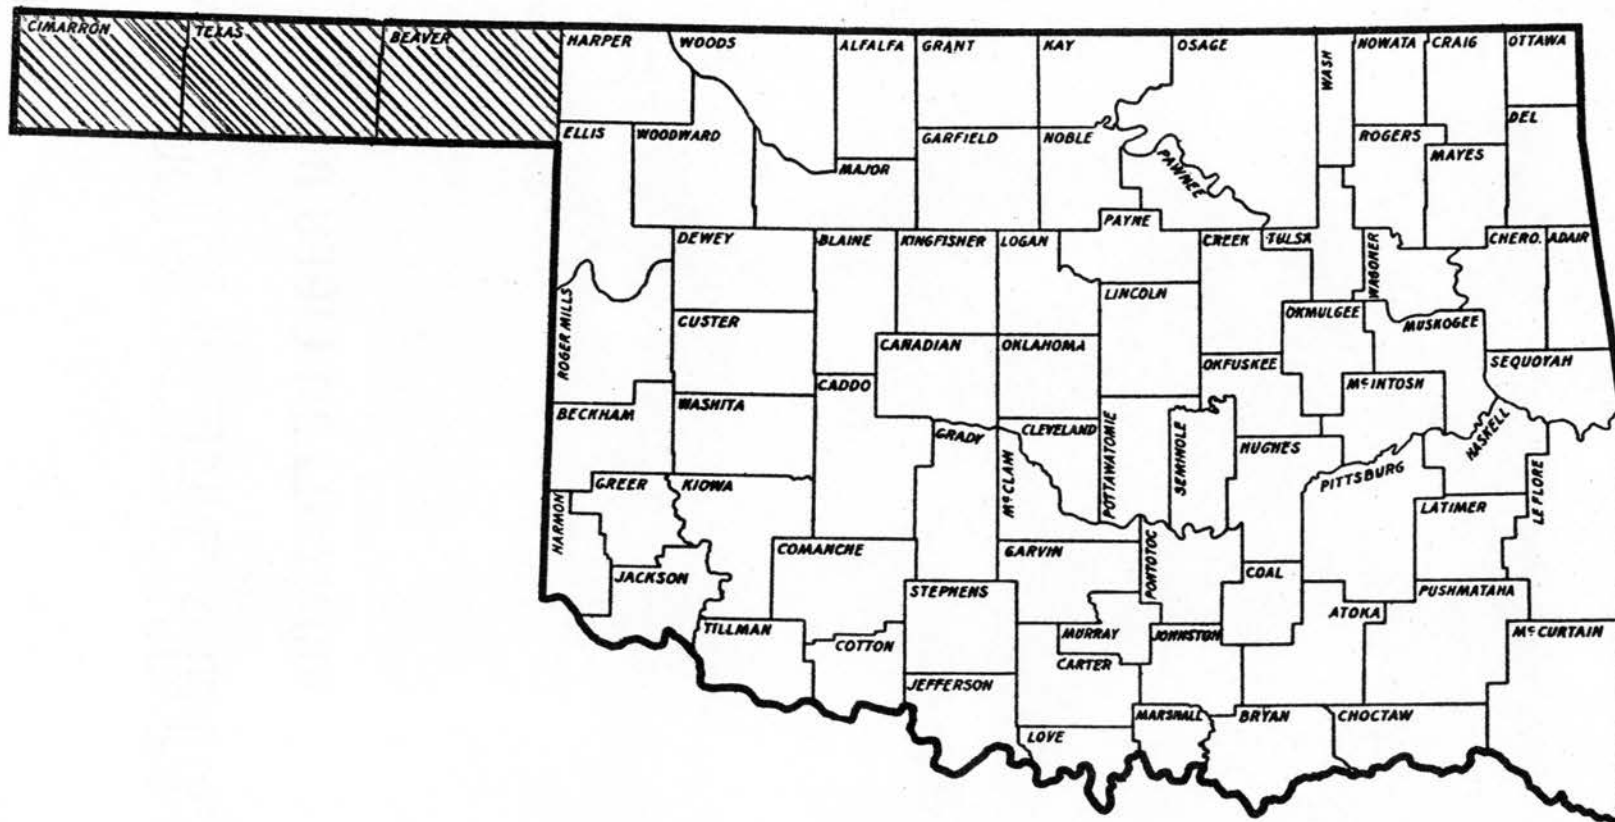 CIMARRON
TEXAS
BEAVER
HARPER
WOODS
ALFALFA
GRANT
KAY
OSAGE
WASH
NOWATA
CRAIG
OTTAWA
ELLIS
WOODWARD
MAJOR
GARFIELD
NOBLE
PAWNEE
ROGERS
MAYES
DEL
DEWEY
BLAINE
KINGFISHER
LOGAN
PAYNE
CREEK
TULSA
WAGONER
CHERO.
ADAIR
ROGER MILLS
CUSTER
CANADIAN
OKLAHOMA
LINCOLN
OKMULGEE
MUSKOGEE
SEQUOYAH
BECKHAM
WASHITA
CADDO
GRADY
CLEVELAND
McCLAIN
POTTAWATOMIE
SEMINOLE
OKFUSKEE
HUGHES
McINTOSH
PITTSBURG
HASKELL
LE FLORE
HARMON
GREER
KIOWA
COMANCHE
GARVIN
PONTOTOC
COAL
LATIMER
JACKSON
STEPHENS
ATOKA
PUSHMATAHA
TILLMAN
COTTON
MURRAY
JOHNSTON
McCURTAIN
JEFFERSON
CARTER
LOVE
MARSHALL
BRYAN
CHOCTAW